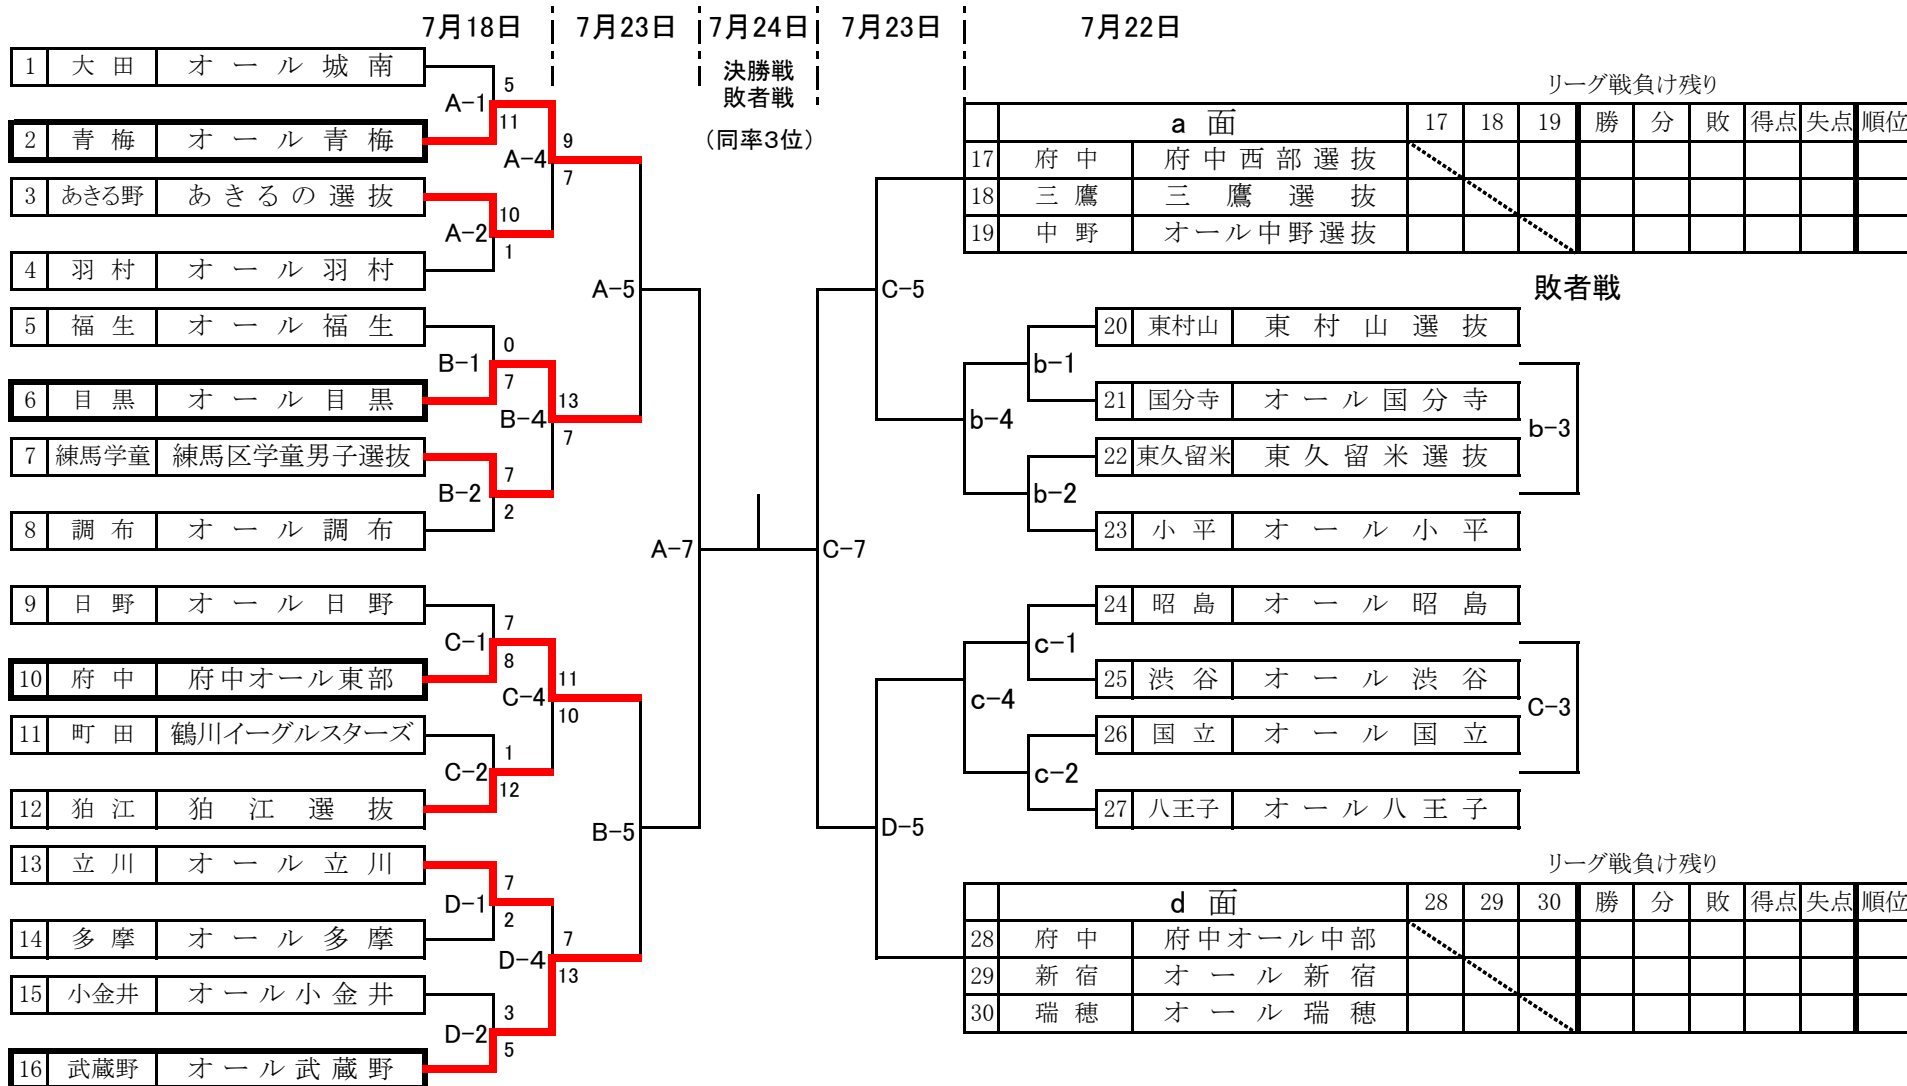 7月18日 7月23日 7月24日 7月23日 7月22日
決勝戦
敗者戦
(同率3位)
1 大田 オール城南
5
A-1
11
2 青梅 オール青梅
9
A-4
7
3 あきる野 あきるの選抜
10
A-2
1
4 羽村 オール羽村
A-5
5 福生 オール福生
0
B-1
7
6 目黒 オール目黒
13
B-4
7
7 練馬学童 練馬区学童男子選抜
7
B-2
2
8 調布 オール調布
A-7
9 日野 オール日野
7
C-1
8
10 府中 府中オール東部
11
C-4
10
11 町田 鶴川イーグルスターズ
1
C-2
12
12 狛江 狛江選抜
B-5
13 立川 オール立川
7
D-1
2
14 多摩 オール多摩
7
D-4
13
15 小金井 オール小金井
3
D-2
5
16 武蔵野 オール武蔵野
リーグ戦負け残り
a 面 17 18 19 勝 分 敗 得点 失点 順位
17 府中 府中西部選抜
18 三鷹 三鷹選抜
19 中野 オール中野選抜
C-5
敗者戦
20 東村山 東村山選抜
b-1
21 国分寺 オール国分寺
b-4
b-3
22 東久留米 東久留米選抜
b-2
23 小平 オール小平
C-7
24 昭島 オール昭島
c-1
25 渋谷 オール渋谷
c-4
C-3
26 国立 オール国立
c-2
27 八王子 オール八王子
D-5
リーグ戦負け残り
d 面 28 29 30 勝 分 敗 得点 失点 順位
28 府中 府中オール中部
29 新宿 オール新宿
30 瑞穂 オール瑞穂